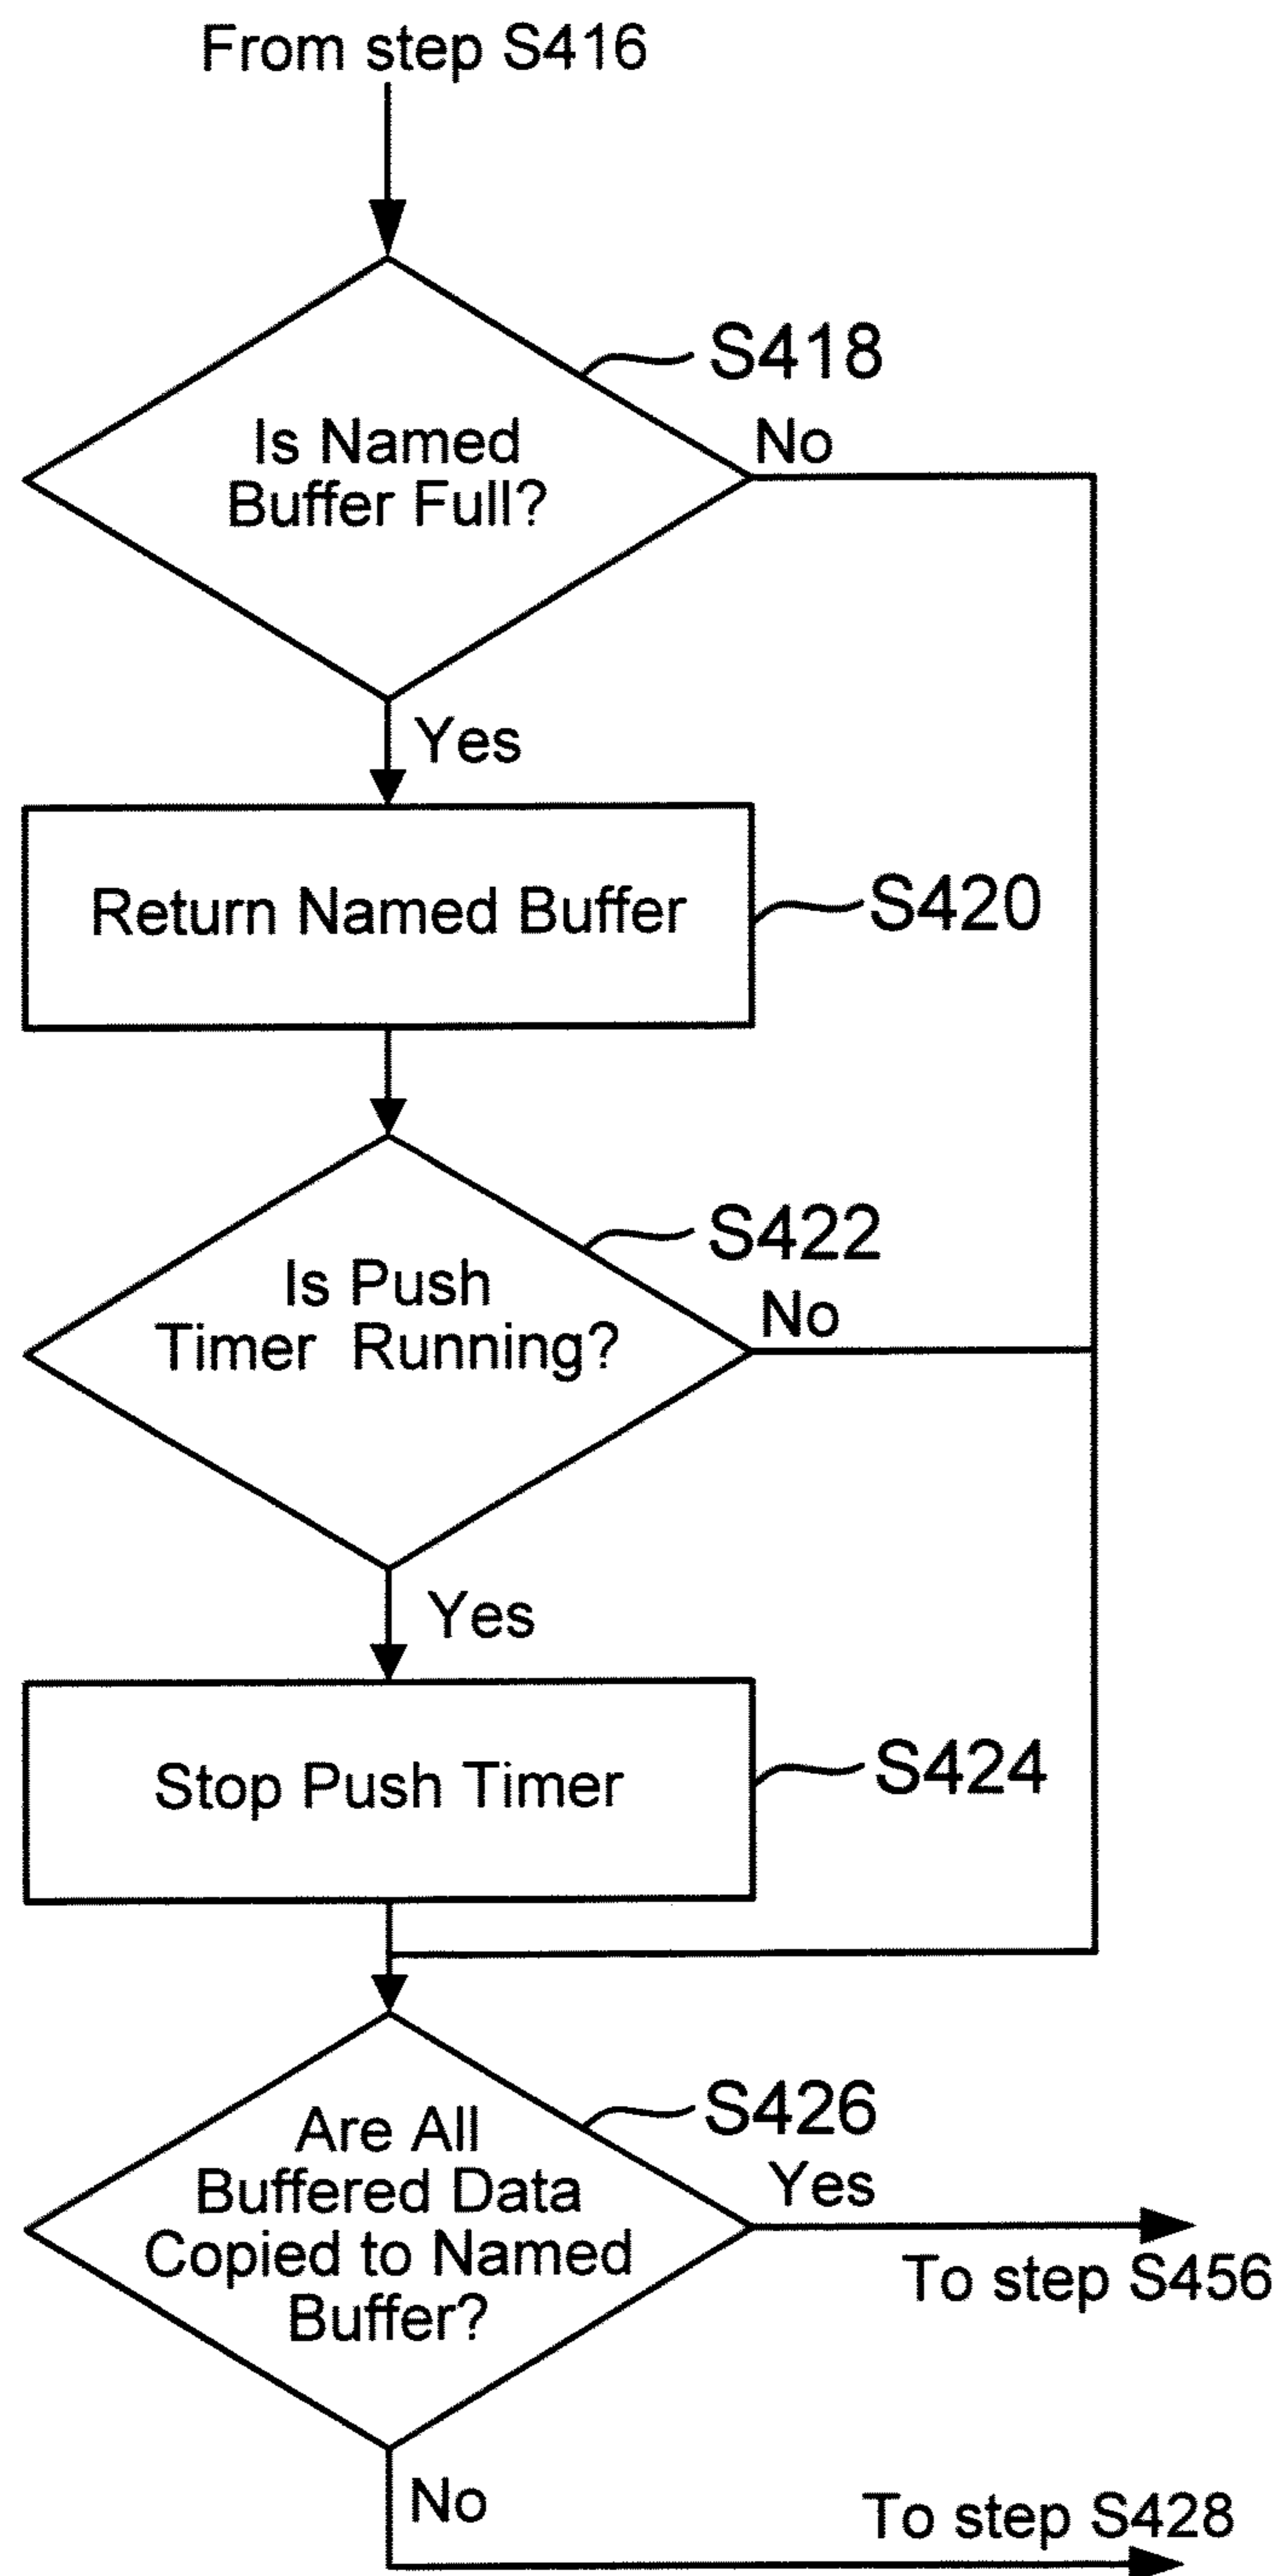 From step S416
S418
Is Named
Buffer Full?
No
Yes
Return Named Buffer
S420
S422
Is Push
Timer Running?
No
Yes
Stop Push Timer
S424
S426
Are All
Buffered Data
Copied to Named
Buffer?
Yes
To step S456
No
To step S428